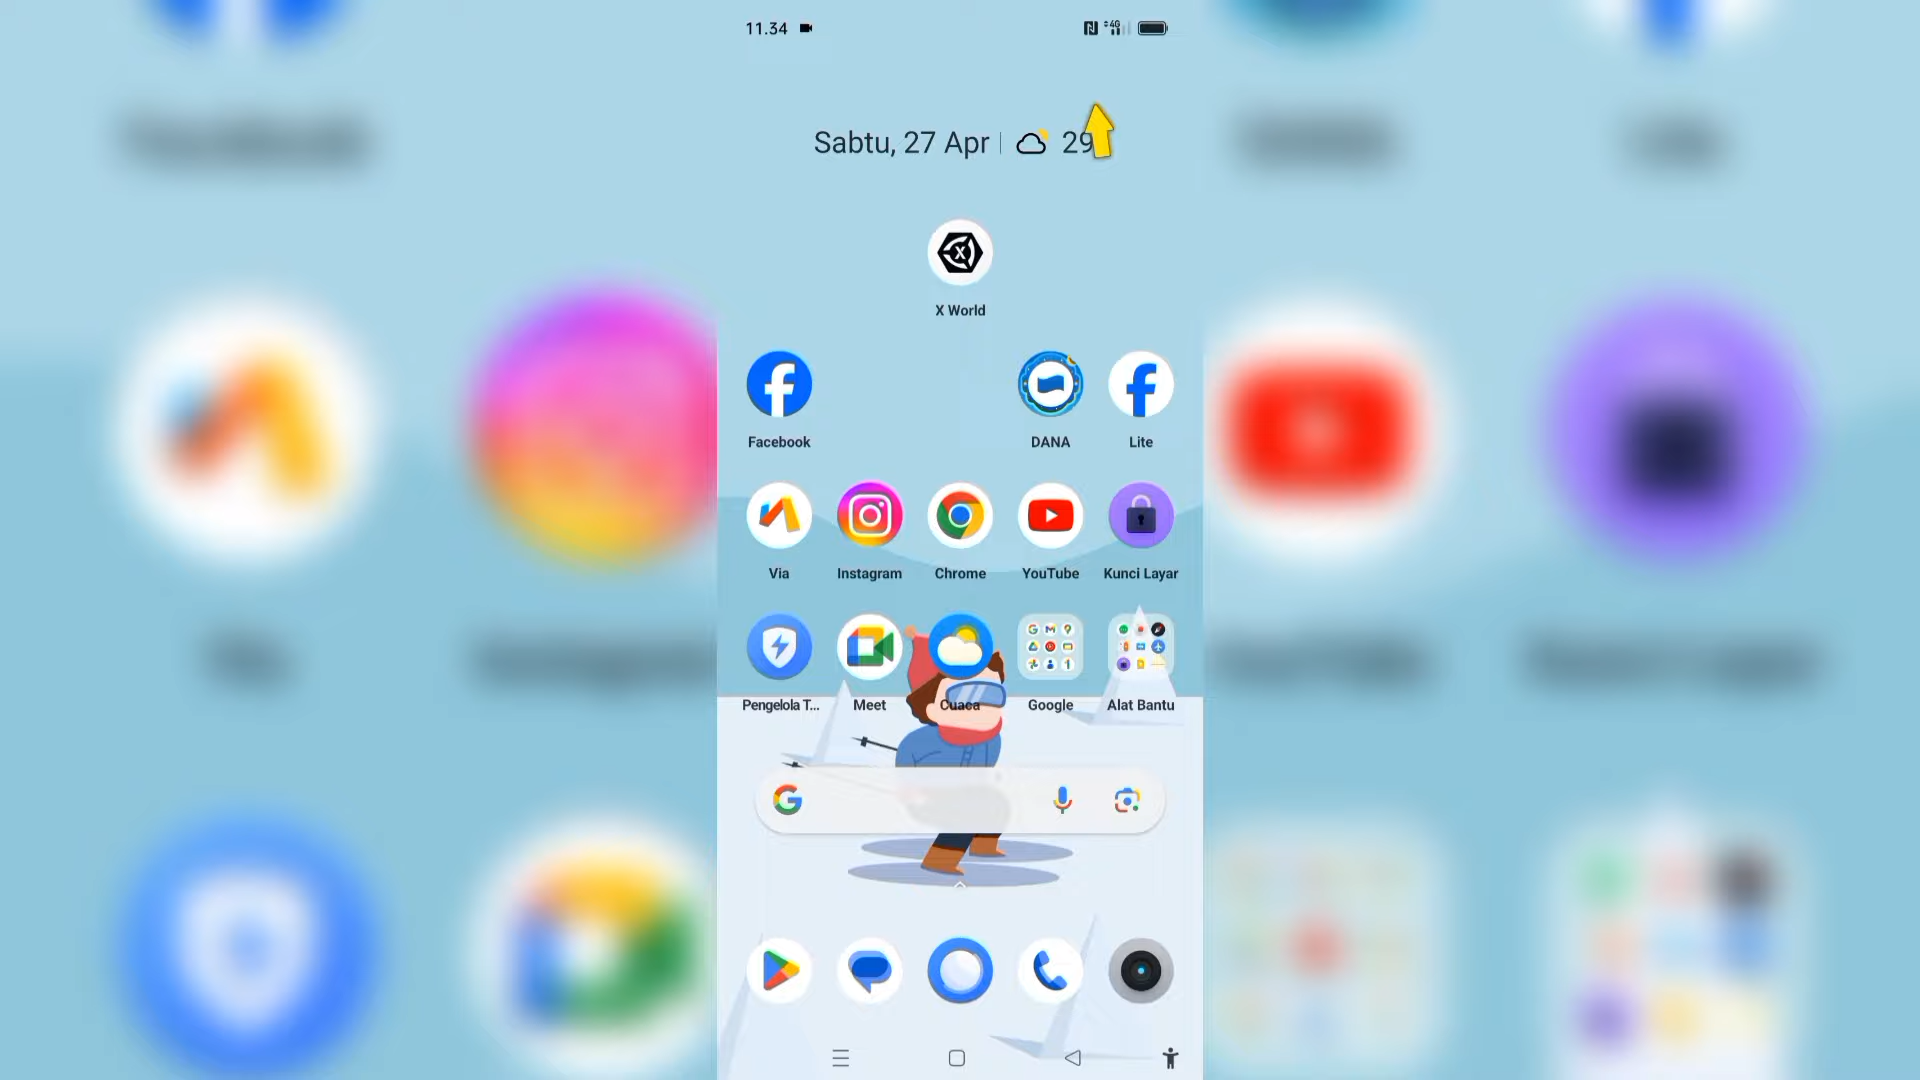 11.34
4G
Sabtu, 27 Apr
29
X World
Facebook
DANA
Lite
Via
Instagram
Chrome
YouTube
Kunci Layar
Pengelola T...
Meet
Cuaca
Google
Alat Bantu